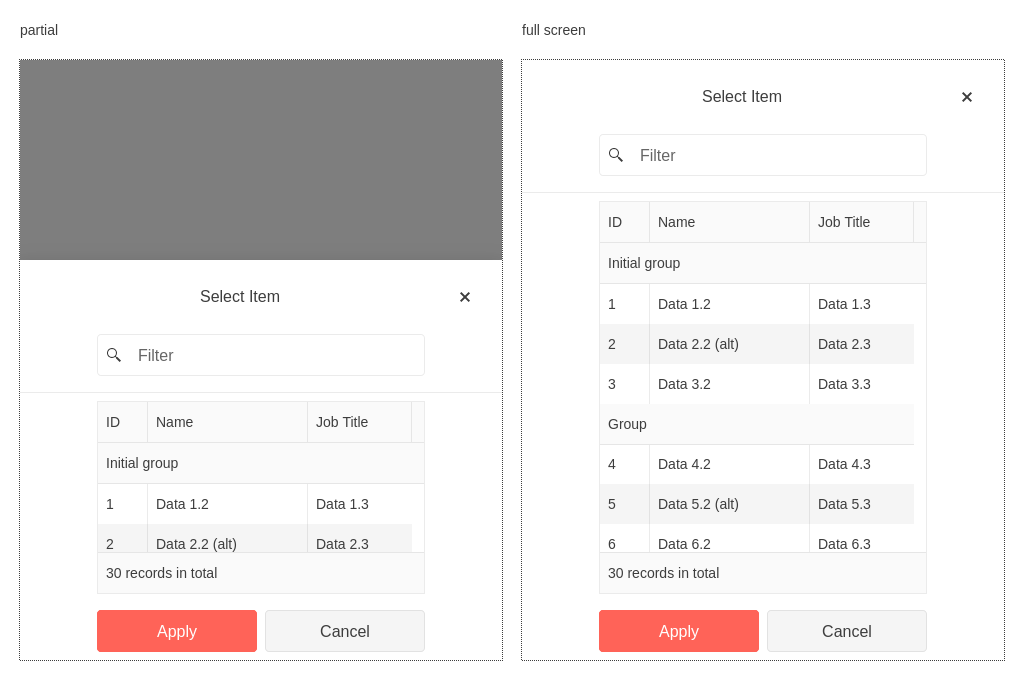 partial
Select Item
Filter
ID Name Job Title
Initial group
1 Data 1.2 Data 1.3
2 Data 2.2 (alt) Data 2.3
30 records in total
Apply Cancel
full screen
Select Item
Filter
ID Name Job Title
Initial group
1 Data 1.2 Data 1.3
2 Data 2.2 (alt) Data 2.3
3 Data 3.2 Data 3.3
Group
4 Data 4.2 Data 4.3
5 Data 5.2 (alt) Data 5.3
6 Data 6.2 Data 6.3
30 records in total
Apply Cancel